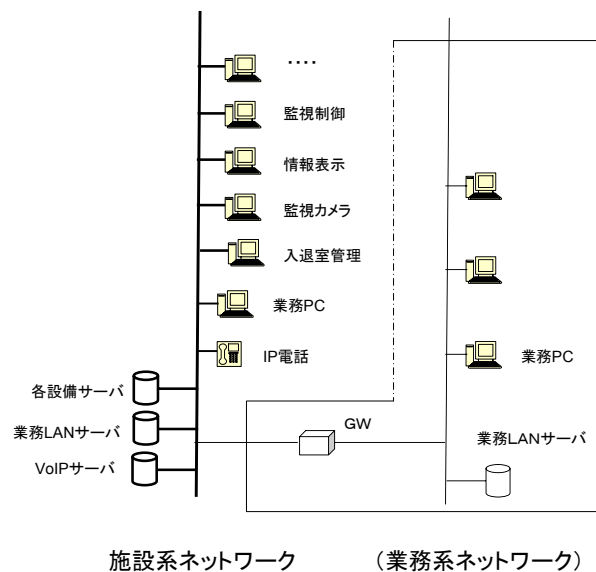 ‥‥
監視制御
情報表示
監視カメラ
入退室管理
業務PC
IP電話
業務PC
各設備サーバ
業務LANサーバ
VoIPサーバ
GW
業務LANサーバ
施設系ネットワーク
(業務系ネットワーク)